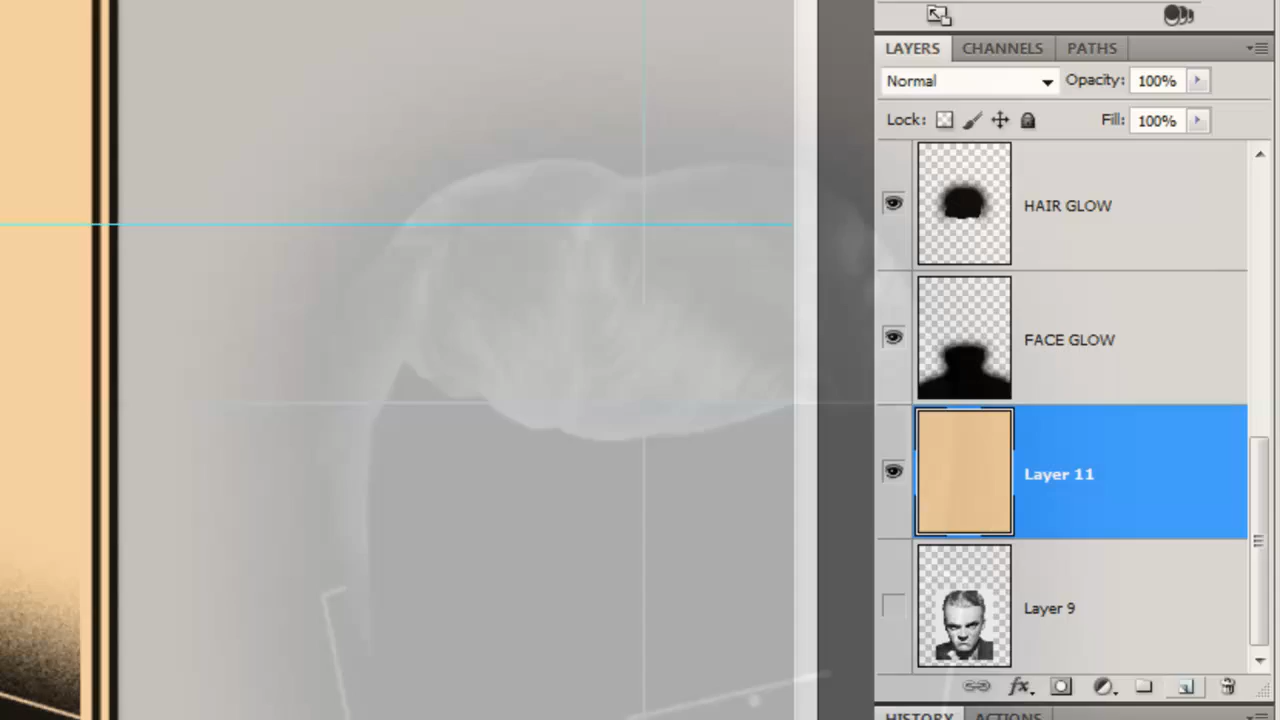 LAYERS CHANNELS PATHS
Normal Opacity: 100%
Lock: Fill: 100%
HAIR GLOW
FACE GLOW
Layer 11
Layer 9
fx
HISTORY ACTIONS